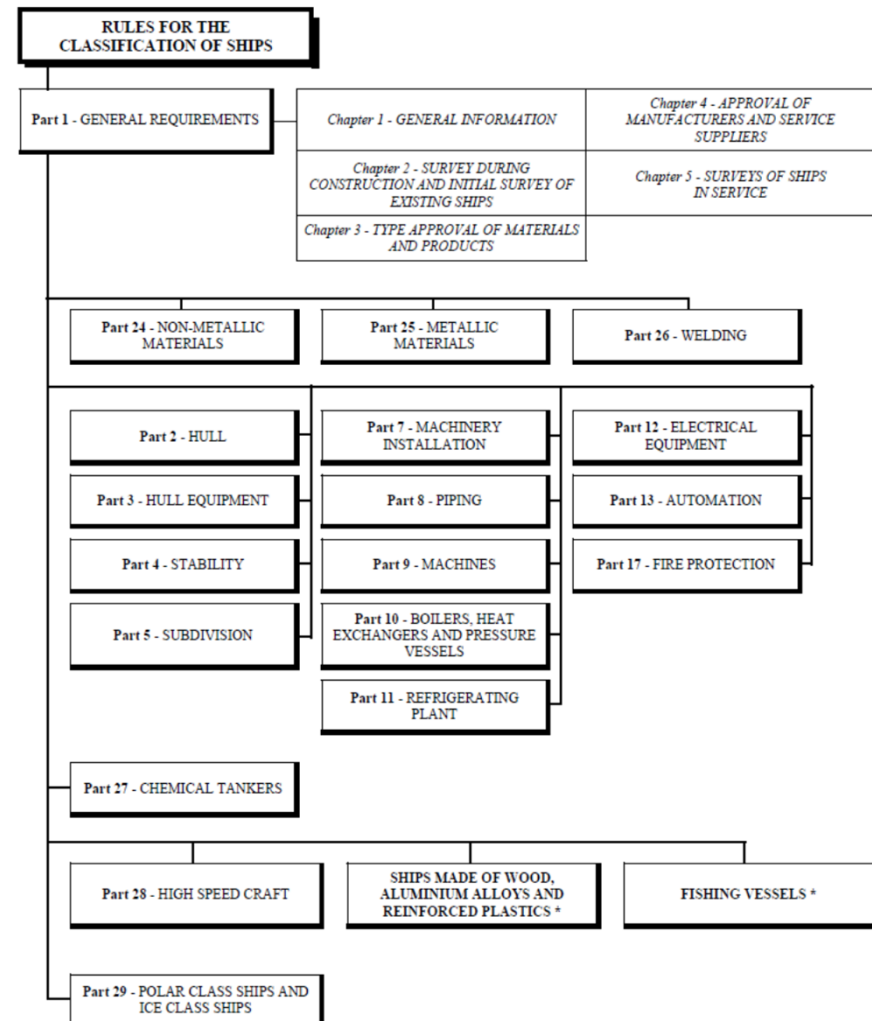 RULES FOR THE
CLASSIFICATION OF SHIPS
Part 1 - GENERAL REQUIREMENTS
Chapter 1 - GENERAL INFORMATION
Chapter 4 - APPROVAL OF
MANUFACTURERS AND SERVICE
SUPPLIERS
Chapter 2 - SURVEY DURING
CONSTRUCTION AND INITIAL SURVEY OF
EXISTING SHIPS
Chapter 5 - SURVEYS OF SHIPS
IN SERVICE
Chapter 3 - TYPE APPROVAL OF MATERIALS
AND PRODUCTS
Part 24 - NON-METALLIC
MATERIALS
Part 25 - METALLIC
MATERIALS
Part 26 - WELDING
Part 2 - HULL
Part 7 - MACHINERY
INSTALLATION
Part 12 - ELECTRICAL
EQUIPMENT
Part 3 - HULL EQUIPMENT
Part 8 - PIPING
Part 13 - AUTOMATION
Part 4 - STABILITY
Part 9 - MACHINES
Part 17 - FIRE PROTECTION
Part 5 - SUBDIVISION
Part 10 - BOILERS, HEAT
EXCHANGERS AND PRESSURE
VESSELS
Part 11 - REFRIGERATING
PLANT
Part 27 - CHEMICAL TANKERS
Part 28 - HIGH SPEED CRAFT
SHIPS MADE OF WOOD,
ALUMINIUM ALLOYS AND
REINFORCED PLASTICS *
FISHING VESSELS *
Part 29 - POLAR CLASS SHIPS AND
ICE CLASS SHIPS